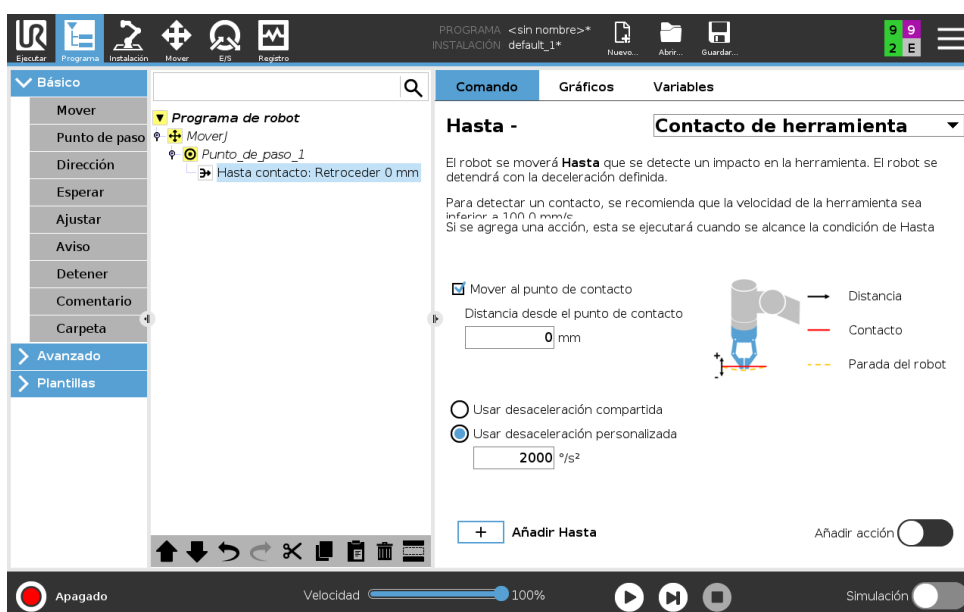 UR
Ejecutar
Programa
Instalación
Mover
E/S
Registro
PROGRAMA <sin nombre>*
INSTALACIÓN default_1*
Nuevo...
Abrir...
Guardar...
9 9
2 E
Básico
Mover
Punto de paso
Dirección
Esperar
Ajustar
Aviso
Detener
Comentario
Carpeta
Avanzado
Plantillas
Programa de robot
MoverJ
Punto_de_paso_1
Hasta contacto: Retroceder 0 mm
Comando Gráficos Variables
Hasta - Contacto de herramienta
El robot se moverá Hasta que se detecte un impacto en la herramienta. El robot se
detendrá con la deceleración definida.
Para detectar un contacto, se recomienda que la velocidad de la herramienta sea
inferior a 100.0 mm/s
Si se agrega una acción, esta se ejecutará cuando se alcance la condición de Hasta
Mover al punto de contacto
Distancia desde el punto de contacto
0 mm
+
-
Distancia
Contacto
Parada del robot
Usar desaceleración compartida
Usar desaceleración personalizada
2000 °/s²
+ Añadir Hasta
Añadir acción
Apagado
Velocidad
100%
Simulación